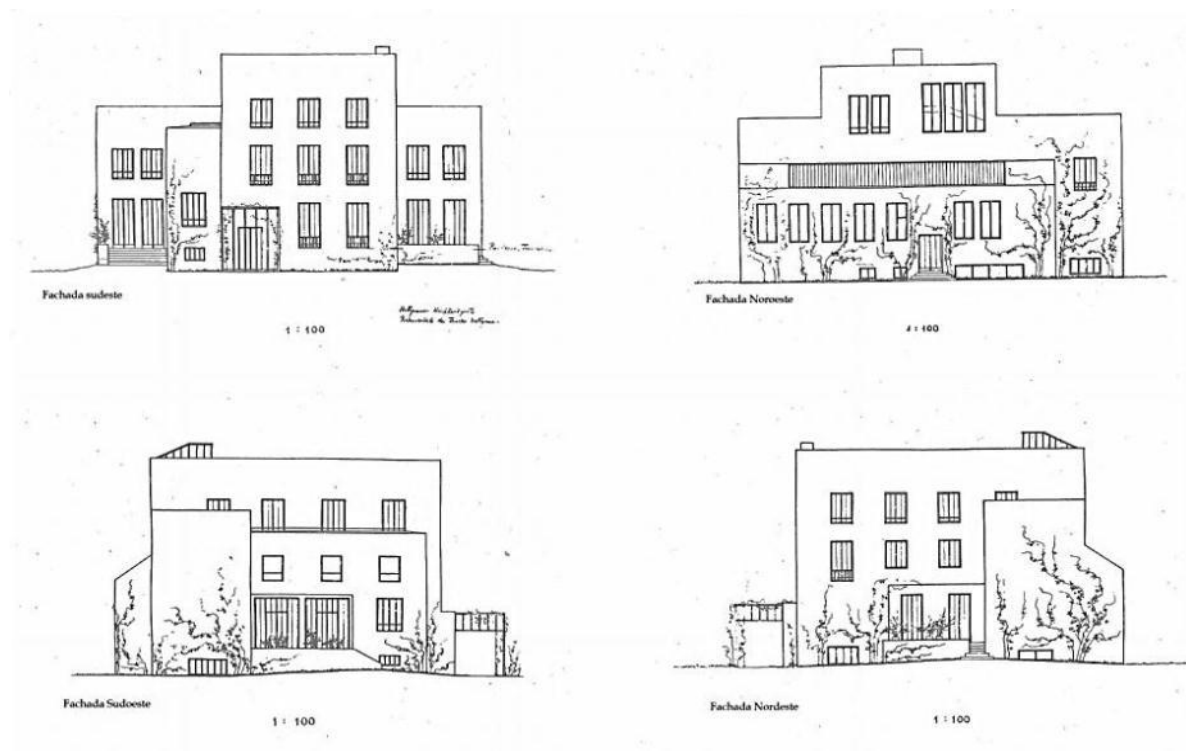 Fachada sudeste
1 : 100
Fachada Noroeste
1 : 100
Fachada Sudoeste
1 : 100
Fachada Nordeste
1 : 100